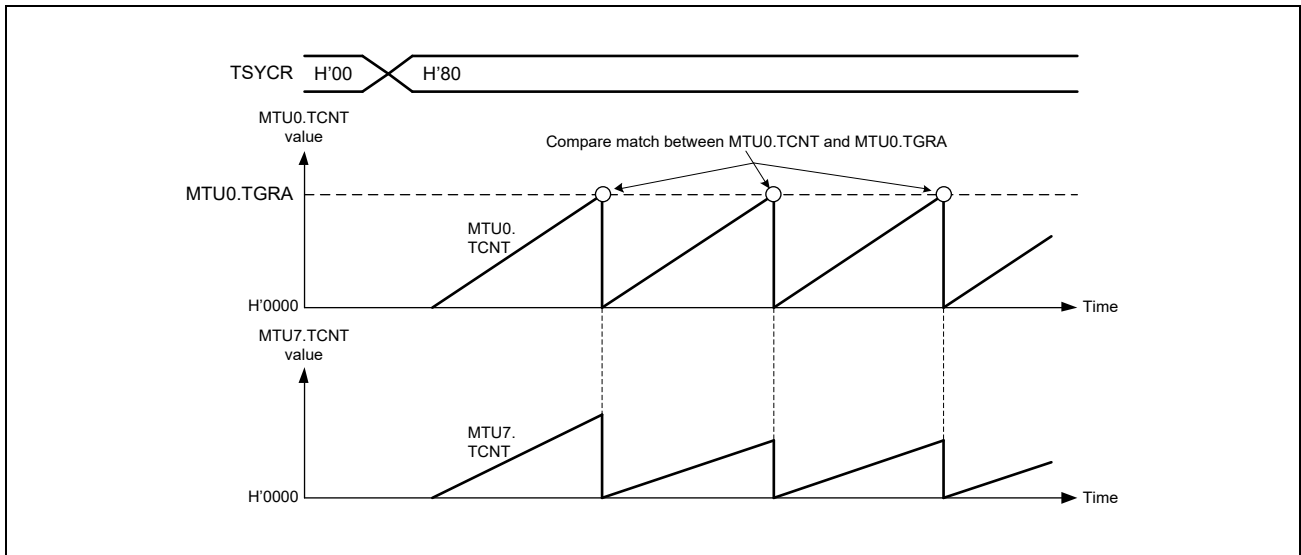 TSYCR H'00 H'80
MTU0.TCNT
value
Compare match between MTU0.TCNT and MTU0.TGRA
MTU0.TGRA
MTU0.
TCNT
H'0000
Time
MTU7.TCNT
value
MTU7.
TCNT
H'0000
Time